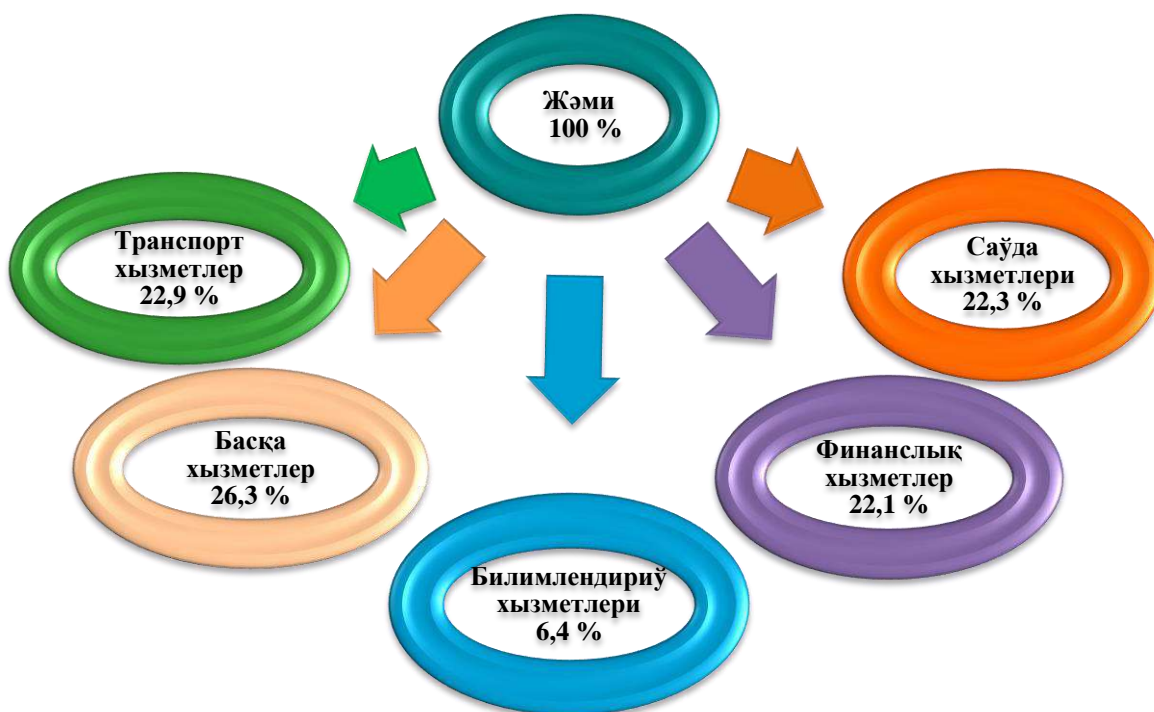 Жәми
100 %
Транспорт
хызметлер
22,9 %
Саўда
хызметлери
22,3 %
Басқа
хызметлер
26,3 %
Финанслық
хызметлер
22,1 %
Билимлендириў
хызметлери
6,4 %